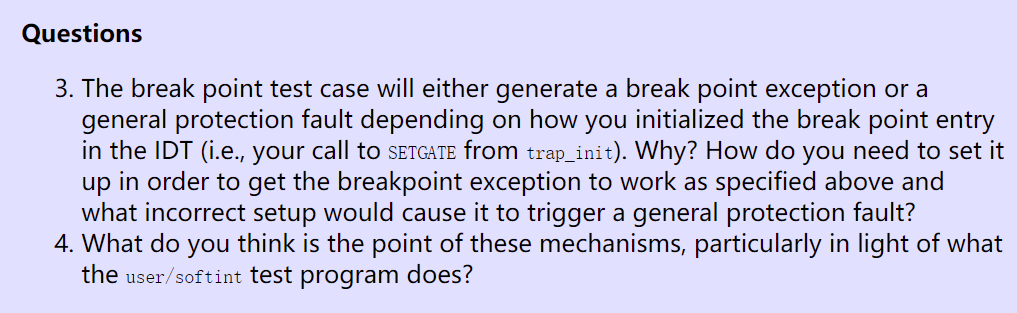 Questions
3. The break point test case will either generate a break point exception or a
general protection fault depending on how you initialized the break point entry
in the IDT (i.e., your call to SETGATE from trap_init). Why? How do you need to set it
up in order to get the breakpoint exception to work as specified above and
what incorrect setup would cause it to trigger a general protection fault?
4. What do you think is the point of these mechanisms, particularly in light of what
the user/softint test program does?